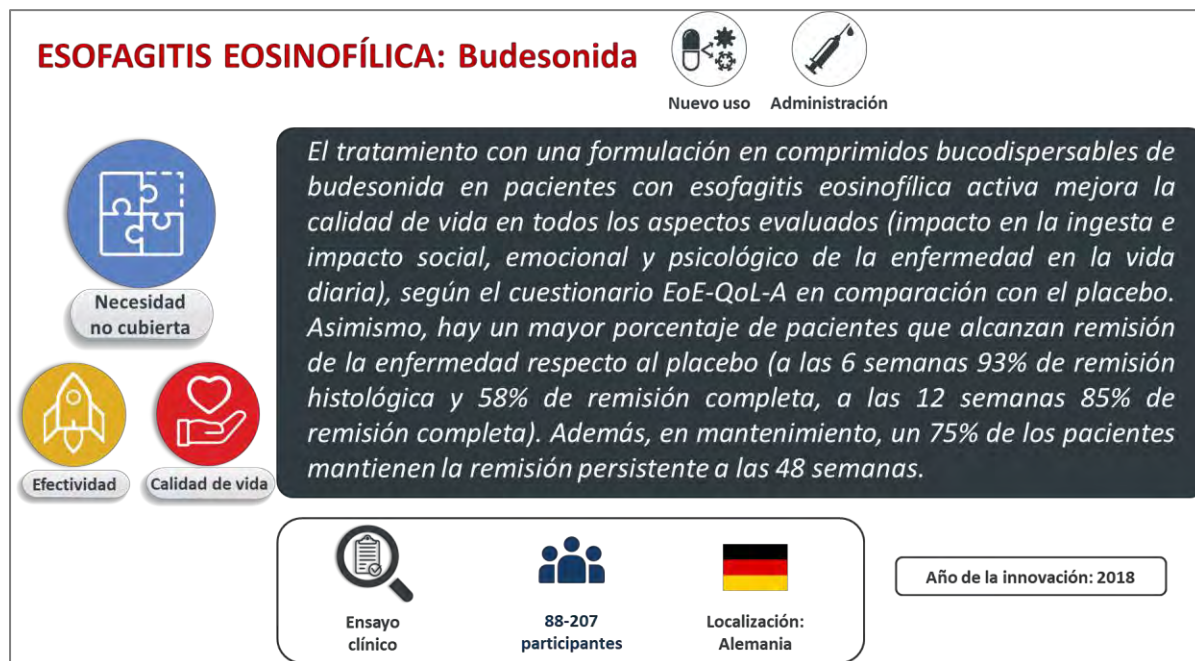 ESOFAGITIS EOSINOFÍLICA: Budesonida
Nuevo uso
Administración
Necesidad
no cubierta
Efectividad
Calidad de vida
El tratamiento con una formulación en comprimidos bucodispersables de
budesonida en pacientes con esofagitis eosinofílica activa mejora la
calidad de vida en todos los aspectos evaluados (impacto en la ingesta e
impacto social, emocional y psicológico de la enfermedad en la vida
diaria), según el cuestionario EoE-QoL-A en comparación con el placebo.
Asimismo, hay un mayor porcentaje de pacientes que alcanzan remisión
de la enfermedad respecto al placebo (a las 6 semanas 93% de remisión
histológica y 58% de remisión completa, a las 12 semanas 85% de
remisión completa). Además, en mantenimiento, un 75% de los pacientes
mantienen la remisión persistente a las 48 semanas.
Ensayo
clínico
88-207
participantes
Localización:
Alemania
Año de la innovación: 2018